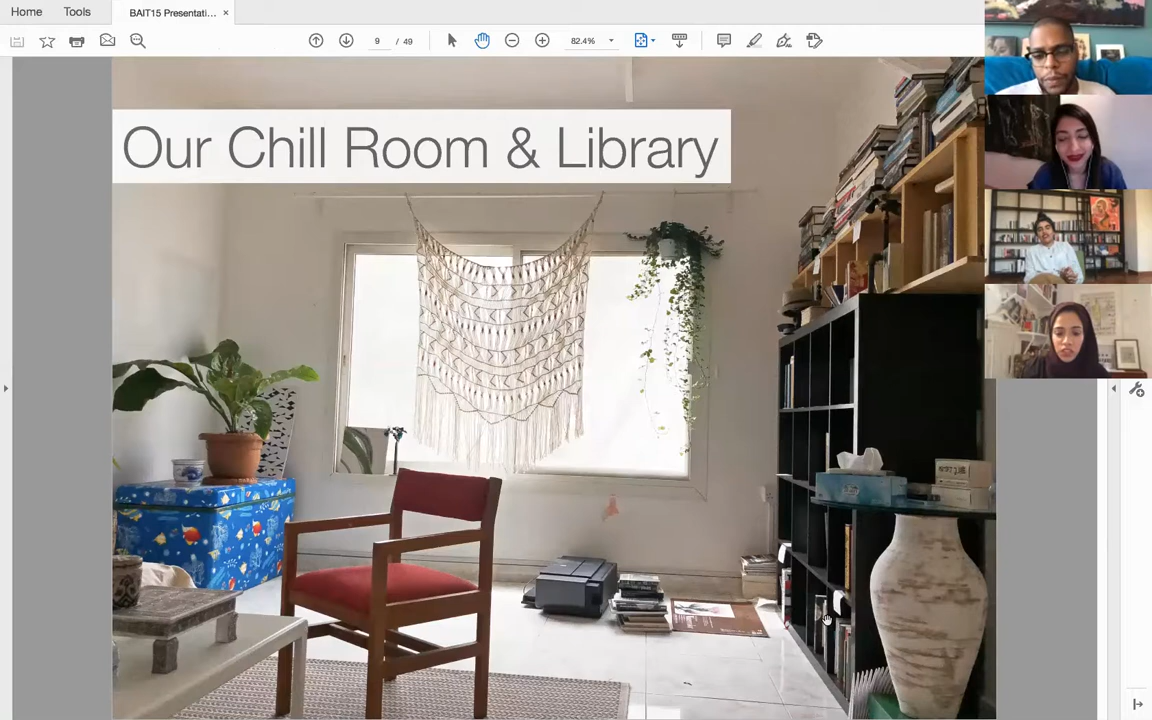 Home
Tools
BAIT15 Presentati...
9 / 49
82.4%
Our Chill Room & Library